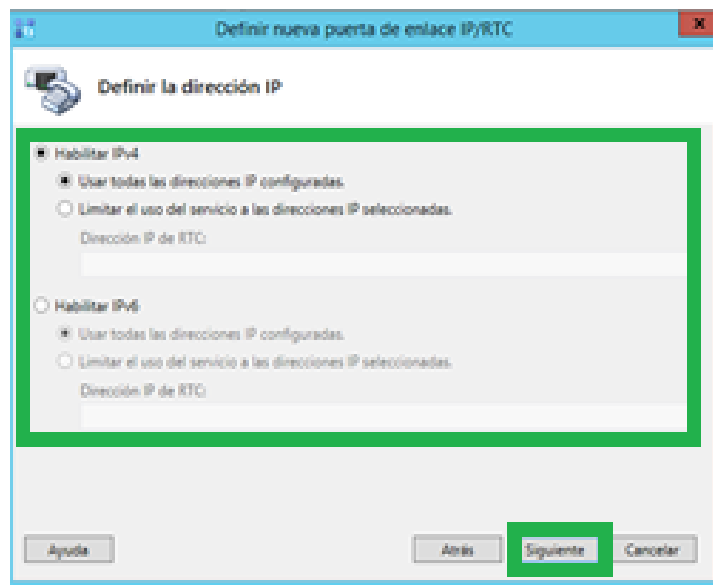 Definir nueva puerta de enlace IP/RTC
Definir la dirección IP
Habilitar IPv4
Usar todas las direcciones IP configuradas.
Limitar el uso del servicio a las direcciones IP seleccionadas.
Dirección IP de RTC:
Habilitar IPv6
Usar todas las direcciones IP configuradas.
Limitar el uso del servicio a las direcciones IP seleccionadas.
Dirección IP de RTC:
Ayuda
Atrás
Siguiente
Cancelar